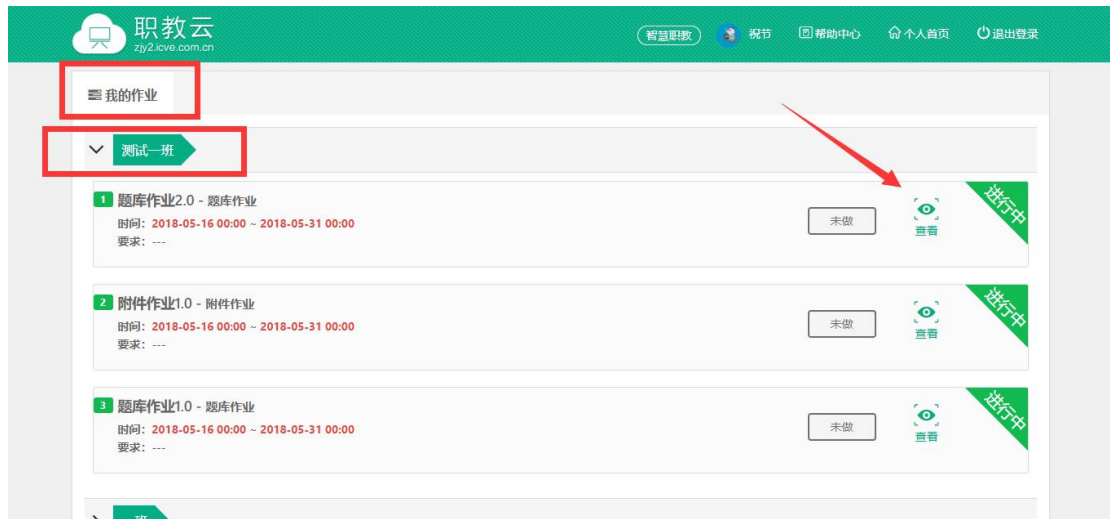 职教云
zjy2.icve.com.cn
智慧职教 祝节 帮助中心 个人首页 退出登录
我的作业
测试一班
1 题库作业2.0 - 题库作业
时间：2018-05-16 00:00 ~ 2018-05-31 00:00
要求：---
未做
查看
进行中
2 附件作业1.0 - 附件作业
时间：2018-05-16 00:00 ~ 2018-05-31 00:00
要求：---
未做
查看
进行中
3 题库作业1.0 - 题库作业
时间：2018-05-16 00:00 ~ 2018-05-31 00:00
要求：---
未做
查看
进行中